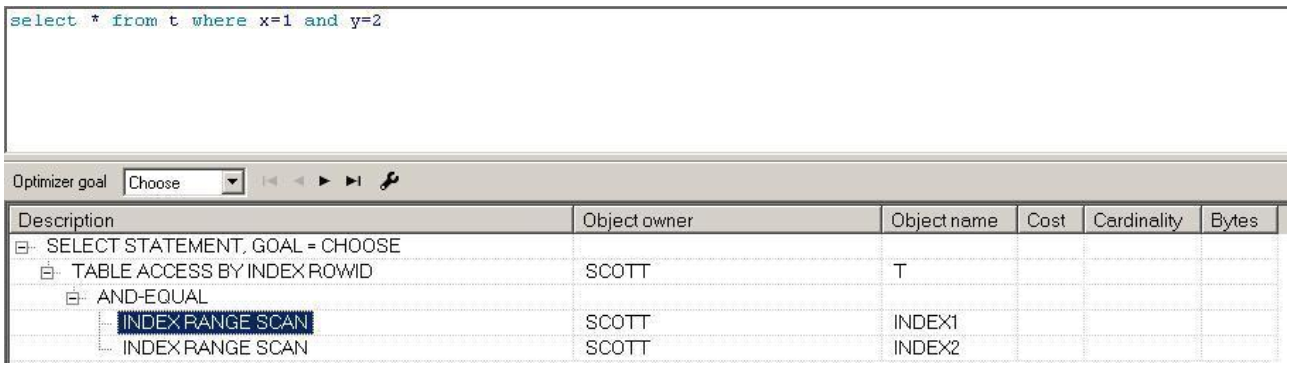 select * from t where x=1 and y=2
Optimizer goal Choose
Description Object owner Object name Cost Cardinality Bytes
SELECT STATEMENT, GOAL = CHOOSE
TABLE ACCESS BY INDEX ROWID SCOTT T
AND-EQUAL
INDEX RANGE SCAN SCOTT INDEX1
INDEX RANGE SCAN SCOTT INDEX2